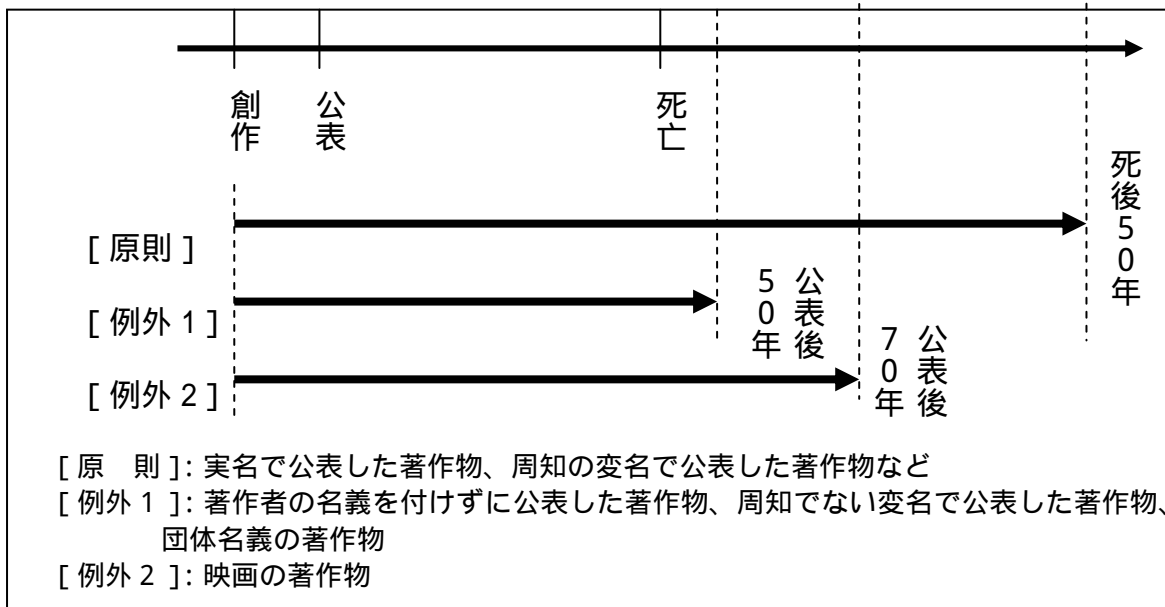 創作
公表
死亡
死後50年
[ 原則 ]
公表後
50年
[ 例外 1 ]
公表後
70年
[ 例外 2 ]
[ 原　則 ]: 実名で公表した著作物、周知の変名で公表した著作物など
[ 例外 1 ]: 著作者の名義を付けずに公表した著作物、周知でない変名で公表した著作物、
団体名義の著作物
[ 例外 2 ]: 映画の著作物